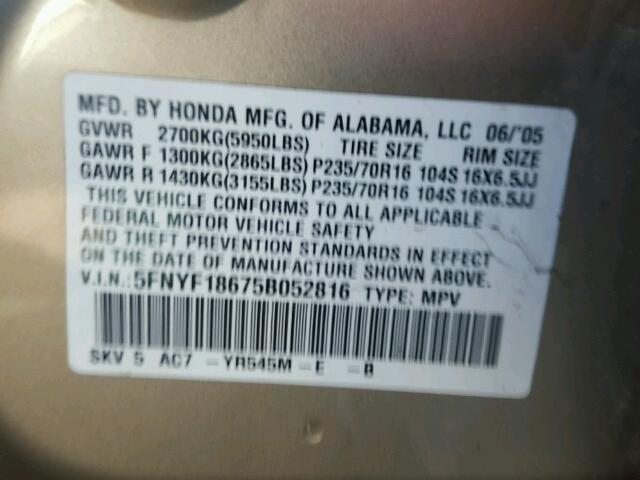 MFD. BY HONDA MFG. OF ALABAMA, LLC 06/'05
GVWR 2700KG(5950LBS) TIRE SIZE RIM SIZE
GAWR F 1300KG(2865LBS) P235/70R16 104S 16X6.5JJ
GAWR R 1430KG(3155LBS) P235/70R16 104S 16X6.5JJ
THIS VEHICLE CONFORMS TO ALL APPLICABLE
FEDERAL MOTOR VEHICLE SAFETY
AND THEFT PREVENTION STANDARDS IN EFFECT
ON THE DATE OF MANUFACTURE SHOWN ABOVE.
V.I.N.: 5FNYF18675B052816 TYPE: MPV
SKV 5 AC7 - YR545M - E - B